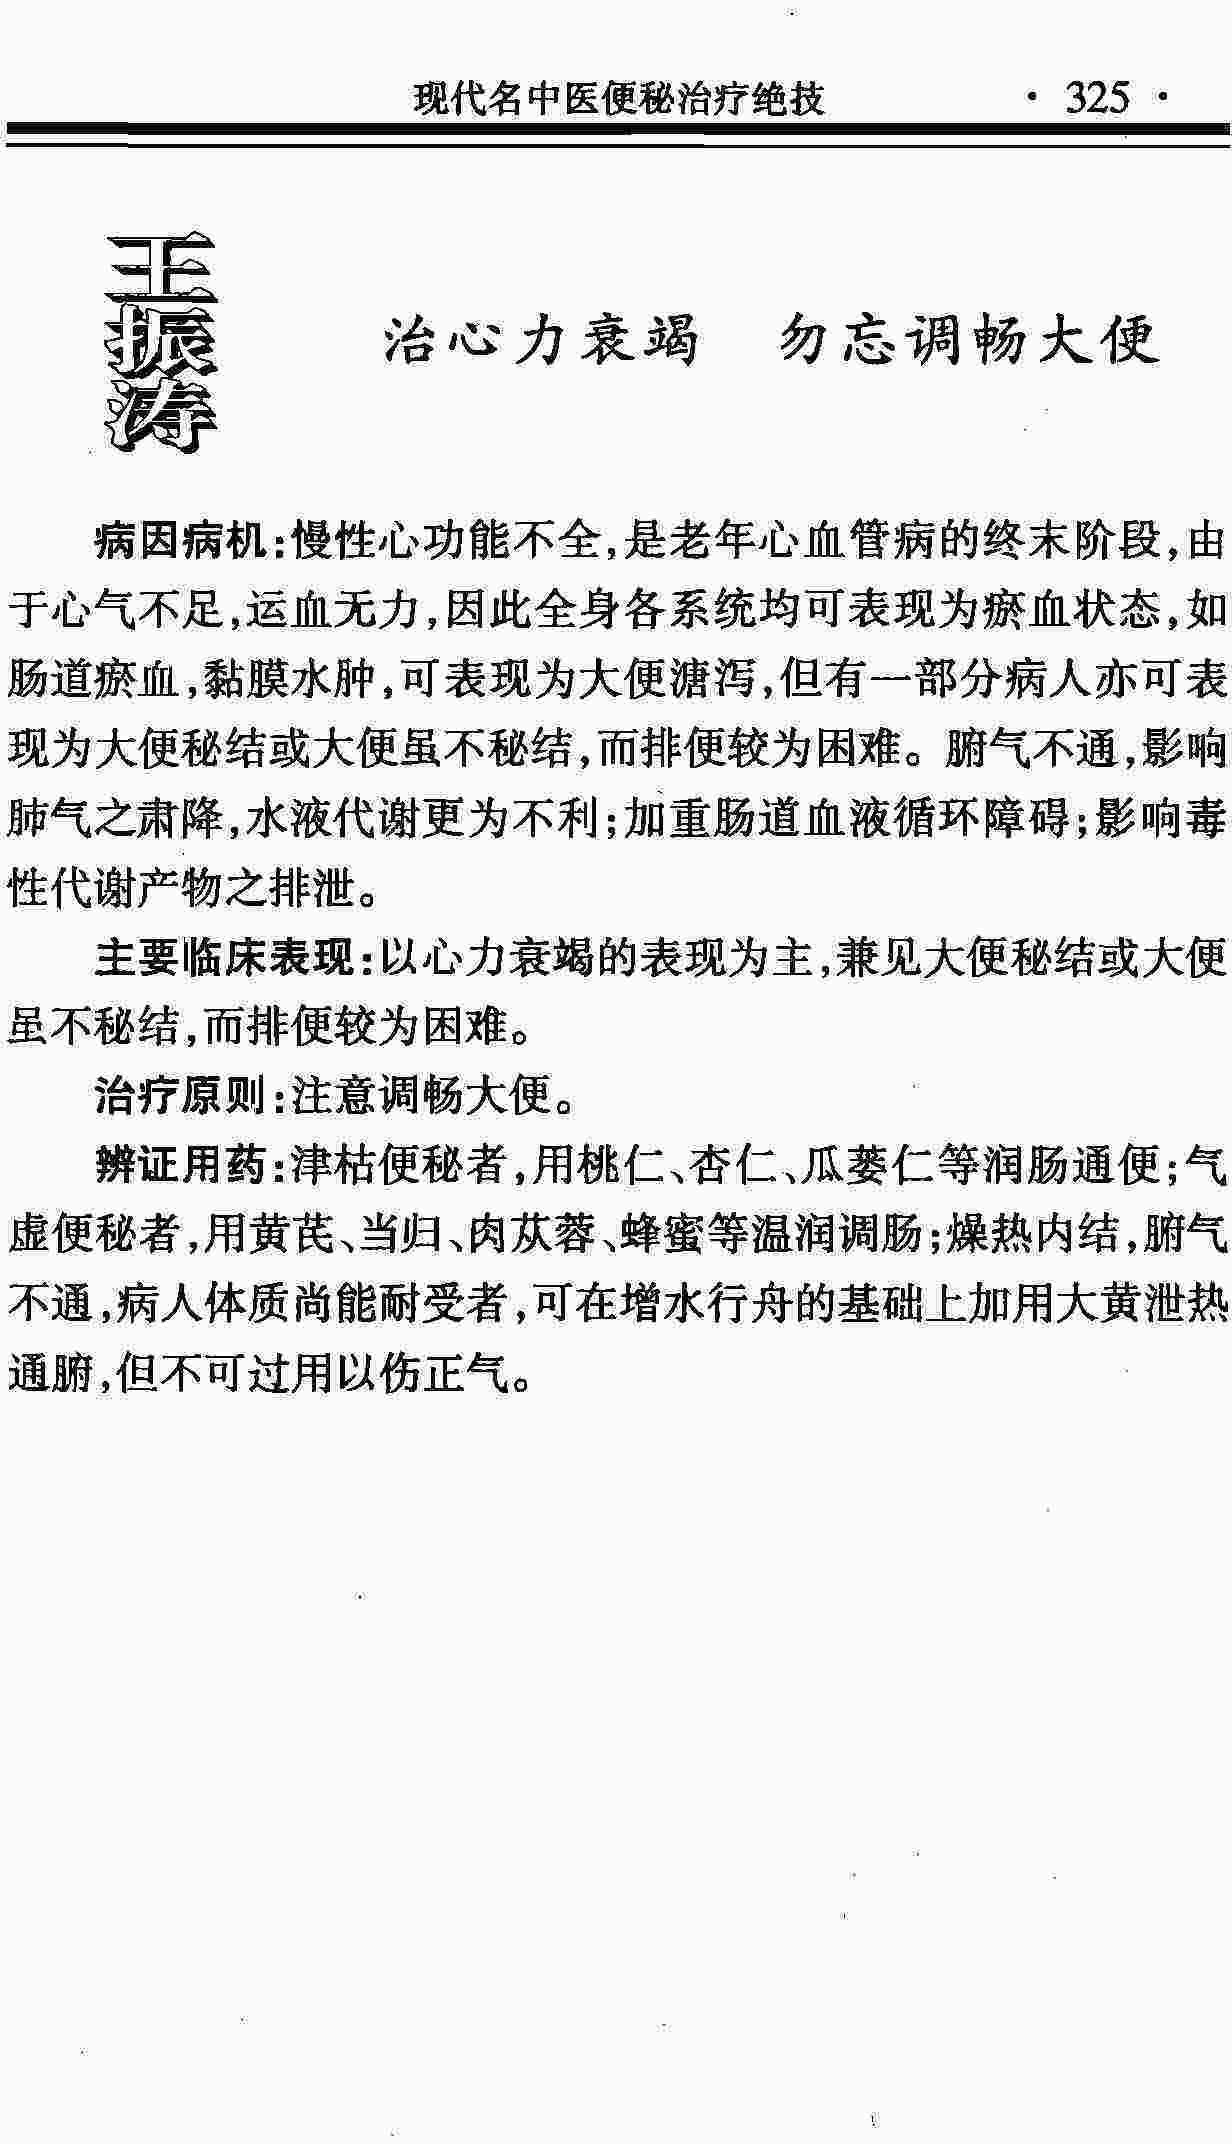 现代名中医便秘治疗绝技 · 325 ·
王振涛
治心力衰竭 勿忘调畅大便
病因病机:慢性心功能不全,是老年心血管病的终末阶段,由
于心气不足,运血无力,因此全身各系统均可表现为瘀血状态,如
肠道瘀血,黏膜水肿,可表现为大便溏泻,但有一部分病人亦可表
现为大便秘结或大便虽不秘结,而排便较为困难。腑气不通,影响
肺气之肃降,水液代谢更为不利;加重肠道血液循环障碍;影响毒
性代谢产物之排泄。
主要临床表现:以心力衰竭的表现为主,兼见大便秘结或大便
虽不秘结,而排便较为困难。
治疗原则:注意调畅大便。
辨证用药:津枯便秘者,用桃仁、杏仁、瓜蒌仁等润肠通便;气
虚便秘者,用黄芪、当归、肉苁蓉、蜂蜜等温润调肠;燥热内结,腑气
不通,病人体质尚能耐受者,可在增水行舟的基础上加用大黄泄热
通腑,但不可过用以伤正气。